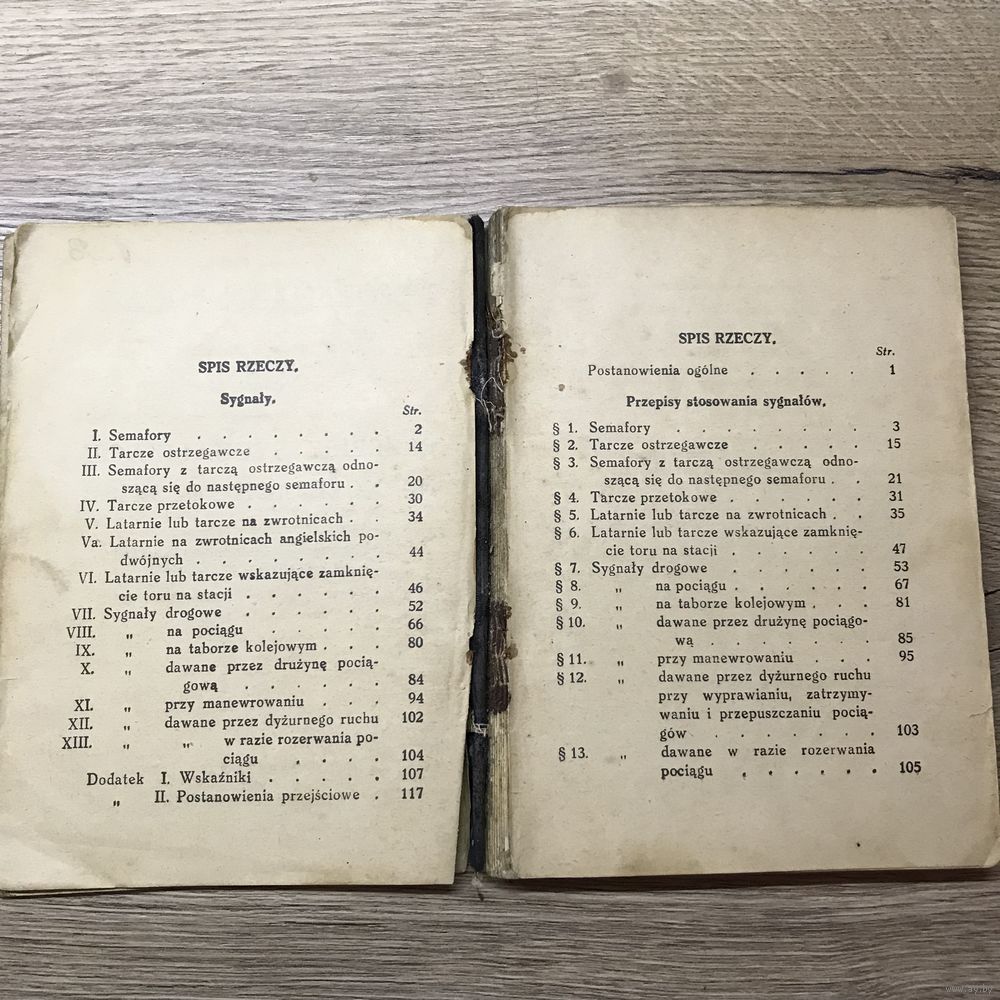 SPIS RZECZY.
Sygnały.
Str.
I. Semafory . . . . . . . . 2
II. Tarcze ostrzegawcze . . . . . 14
III. Semafory z tarczą ostrzegawczą odno-
szącą się do następnego semaforu . . 20
IV. Tarcze przetokowe . . . . . . 30
V. Latarnie lub tarcze na zwrotnicach . . 34
Va. Latarnie na zwrotnicach angielskich po-
dwójnych . . . . . . . 44
VI. Latarnie lub tarcze wskazujące zamknię-
cie toru na stacji . . . . . . 46
VII. Sygnały drogowe . . . . . . 52
VIII. „ na pociągu . . . . . 66
IX. „ na taborze kolejowym . . . 80
X. „ dawane przez drużynę pocią-
gową . . . . . . 84
XI. „ przy manewrowaniu . . . 94
XII. „ dawane przez dyżurnego ruchu 102
XIII. „ „ w razie rozerwania po-
ciągu . . . . 104
Dodatek I. Wskaźniki . . . . . . 107
„ II. Postanowienia przejściowe . 117
SPIS RZECZY.
Str.
Postanowienia ogólne . . . . . 1
Przepisy stosowania sygnałów.
§ 1. Semafory . . . . . . . 3
§ 2. Tarcze ostrzegawcze . . . . . 15
§ 3. Semafory z tarczą ostrzegawczą odno-
szącą się do następnego semaforu . . 21
§ 4. Tarcze przetokowe . . . . . . 31
§ 5. Latarnie lub tarcze na zwrotnicach . . 35
§ 6. Latarnie lub tarcze wskazujące zamknię-
cie toru na stacji . . . . . . 47
§ 7. Sygnały drogowe . . . . . . 53
§ 8. „ na pociągu . . . . . 67
§ 9. „ na taborze kolejowym . . . 81
§ 10. „ dawane przez drużynę pociągo-
wą . . . . . . . 85
§ 11. „ przy manewrowaniu . . . 95
§ 12. „ dawane przez dyżurnego ruchu
przy wyprawianiu, zatrzymy-
waniu i przepuszczaniu pocią-
gów . . . . . . . 103
§ 13. „ dawane w razie rozerwania
pociągu . . . . . . 105
www.ay.by